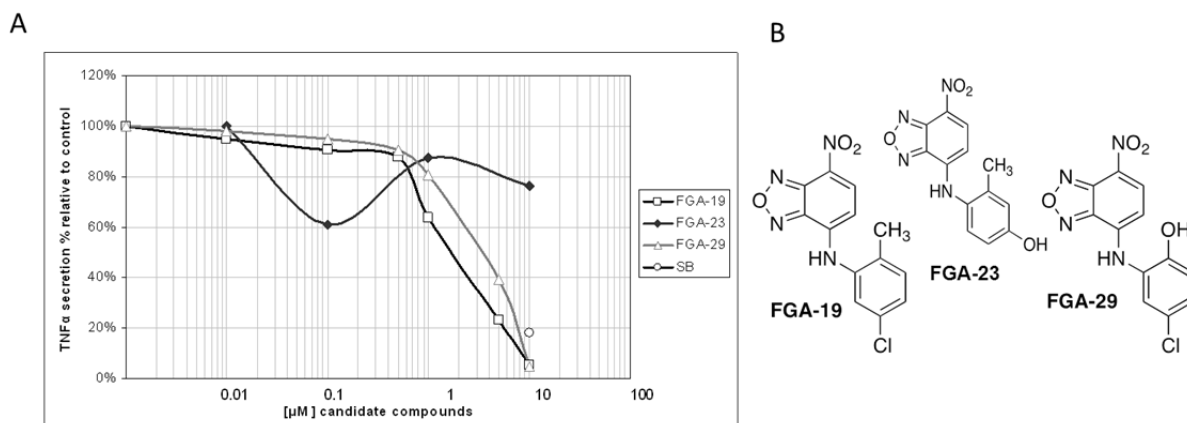 A
120%
100%
80%
60%
40%
20%
0%
TNFα secretion % relative to control
0.01
0.1
1
10
100
[µM] candidate compounds
FGA-19
FGA-23
FGA-29
SB
B
NO2
N
O
N
HN
CH3
Cl
FGA-19
NO2
N
O
N
HN
CH3
OH
FGA-23
NO2
N
O
N
HN
OH
Cl
FGA-29